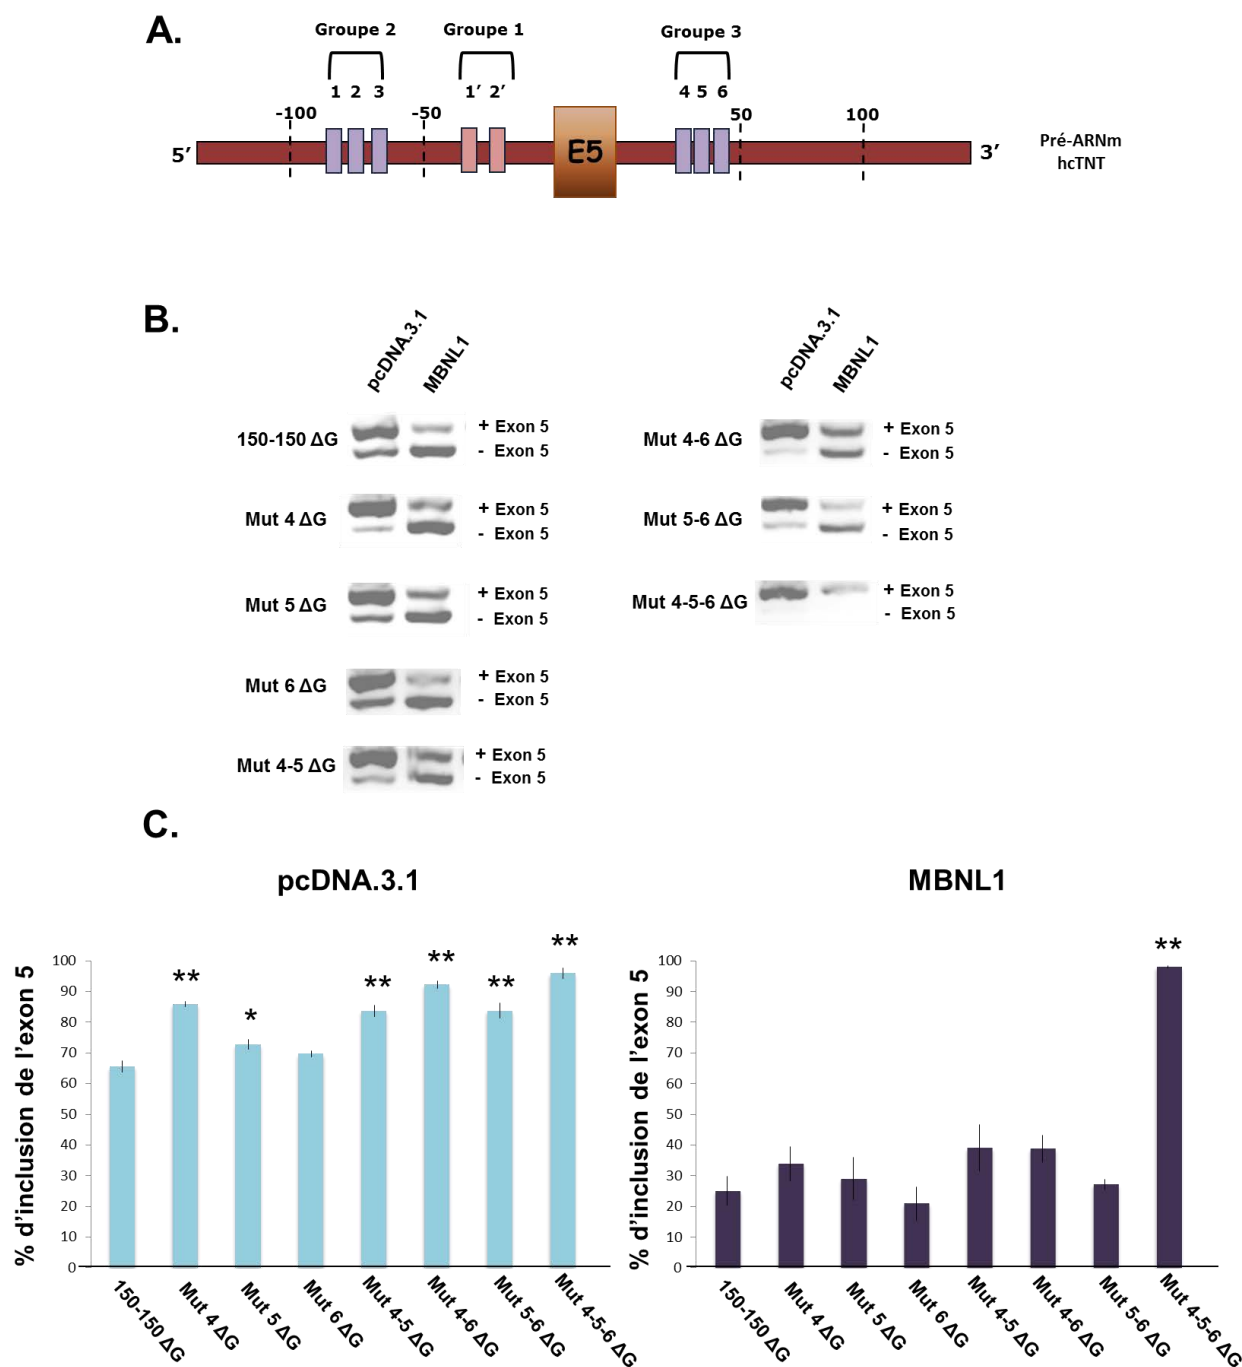 A.
Groupe 2 Groupe 1 Groupe 3
1 2 3 1’ 2’ 4 5 6
-100 -50 50 100
5’ E5 3’
Pré-ARNm
hcTNT
B.
pcDNA.3.1 MBNL1 pcDNA.3.1 MBNL1
150-150 ΔG + Exon 5
- Exon 5
Mut 4 ΔG + Exon 5
- Exon 5
Mut 5 ΔG + Exon 5
- Exon 5
Mut 6 ΔG + Exon 5
- Exon 5
Mut 4-5 ΔG + Exon 5
- Exon 5
Mut 4-6 ΔG + Exon 5
- Exon 5
Mut 5-6 ΔG + Exon 5
- Exon 5
Mut 4-5-6 ΔG + Exon 5
- Exon 5
C.
pcDNA.3.1
% d’inclusion de l’exon 5
100
90
80
70
60
50
40
30
20
10
0
** * ** ** ** **
150-150 ΔG
Mut 4 ΔG
Mut 5 ΔG
Mut 6 ΔG
Mut 4-5 ΔG
Mut 4-6 ΔG
Mut 5-6 ΔG
Mut 4-5-6 ΔG
MBNL1
% d’inclusion de l’exon 5
100
90
80
70
60
50
40
30
20
10
0
**
150-150 ΔG
Mut 4 ΔG
Mut 5 ΔG
Mut 6 ΔG
Mut 4-5 ΔG
Mut 4-6 ΔG
Mut 5-6 ΔG
Mut 4-5-6 ΔG